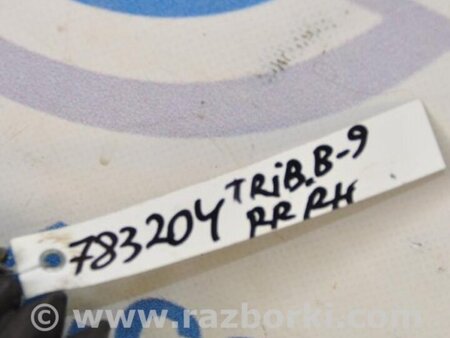 783204 TRiB.B-9
RR RH
© www.razborki.com